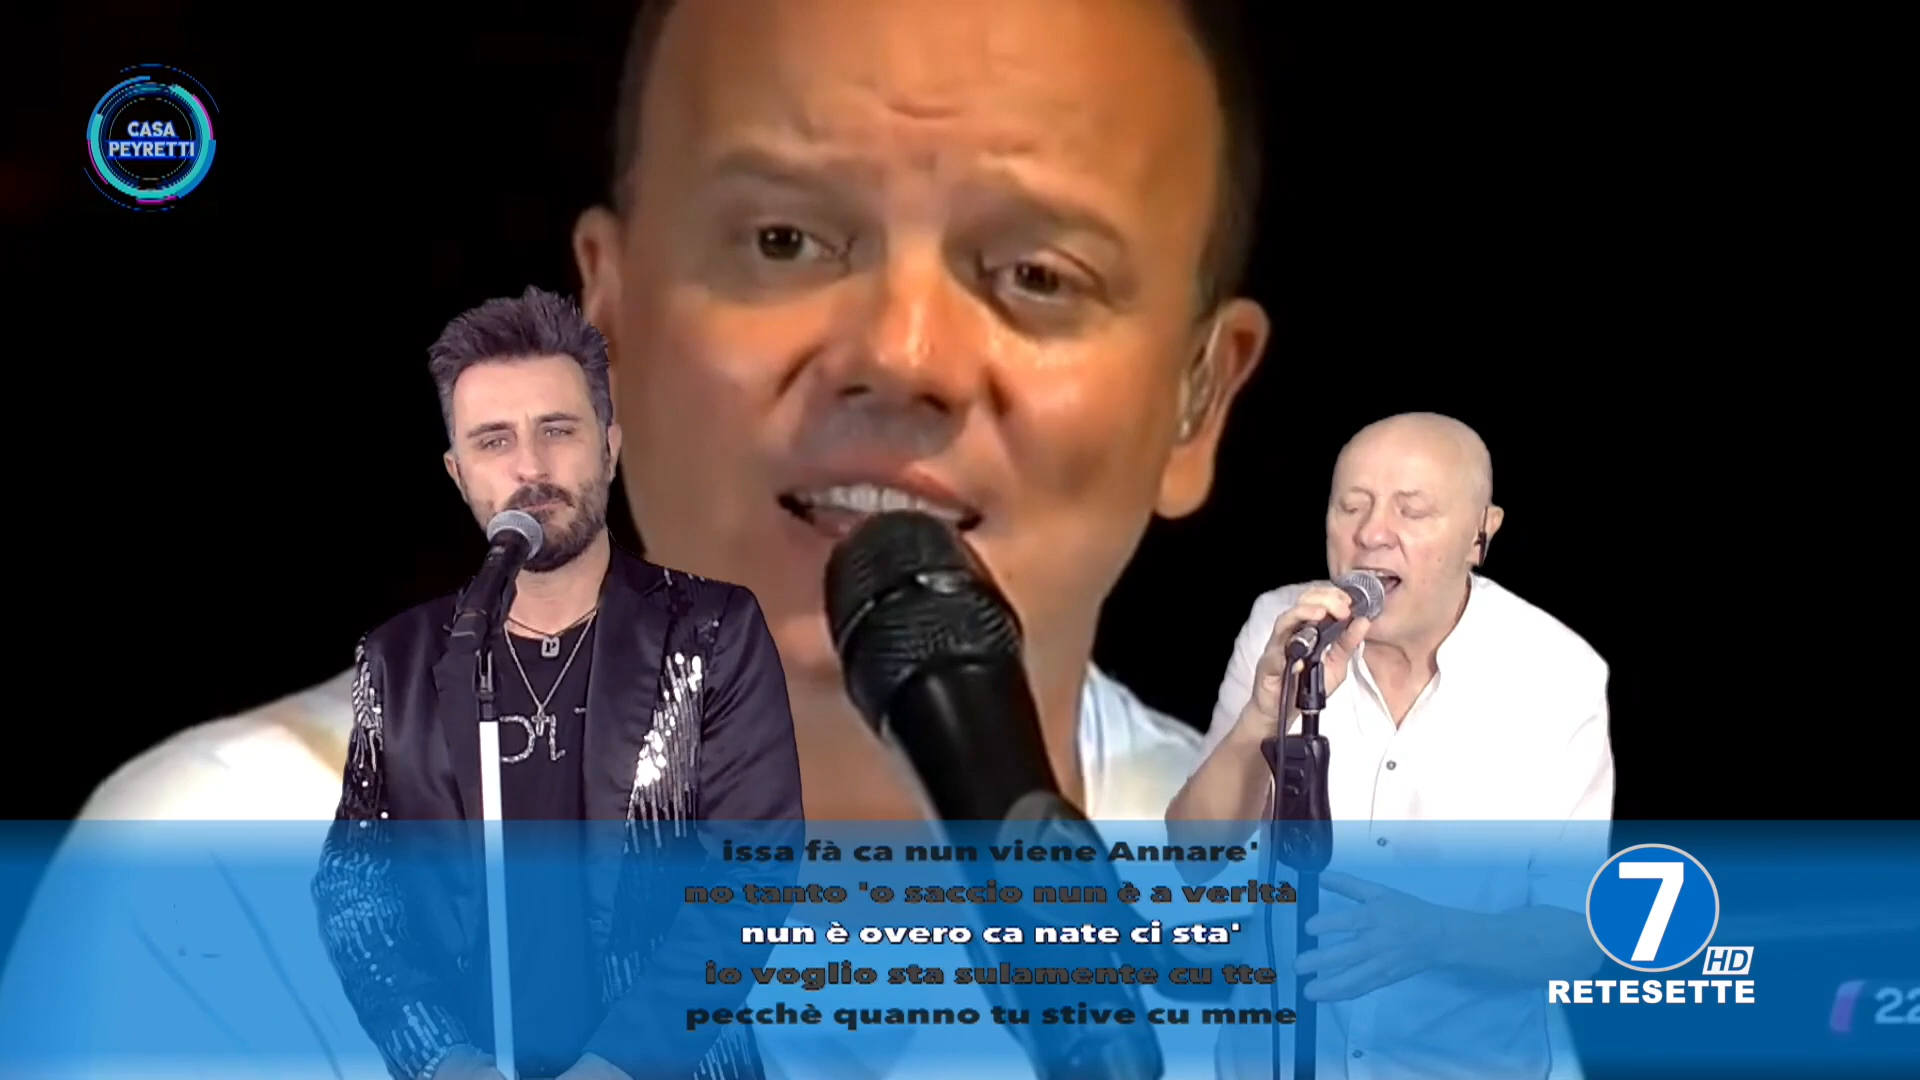 CASA
PEYRETTI
issa fà ca nun viene Annare'
no tanto 'o saccio nun è a verità
nun è overo ca nate ci sta'
io voglio sta sulamente cu tte
pecchè quanno tu stive cu mme
7
HD
RETESETTE
22